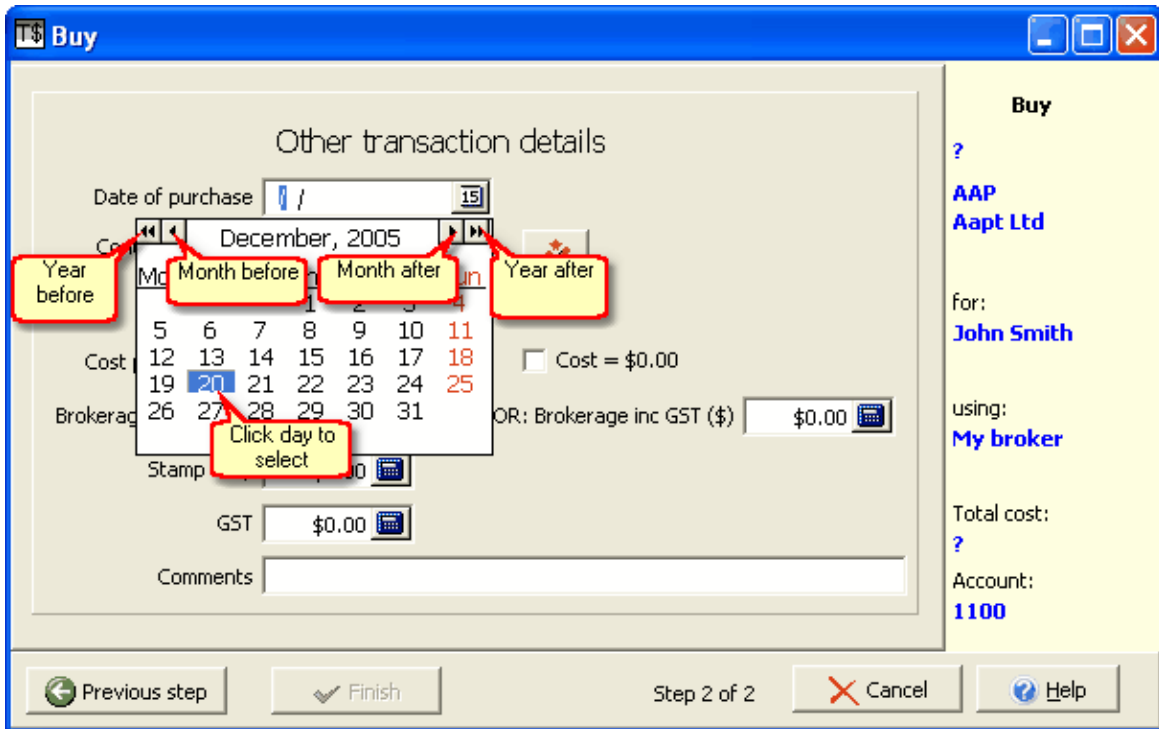 T$ Buy
Other transaction details
Date of purchase / / 15
December, 2005
Year before
Month before
Month after
Year after
1 2 3 4
5 6 7 8 9 10 11
12 13 14 15 16 17 18
19 20 21 22 23 24 25
26 27 28 29 30 31
Click day to select
Cost
Cost = $0.00
OR: Brokerage inc GST ($) $0.00
Stamp
GST $0.00
Comments
Buy
?
AAP
Aapt Ltd
for:
John Smith
using:
My broker
Total cost:
?
Account:
1100
Previous step
Finish
Step 2 of 2
Cancel
Help